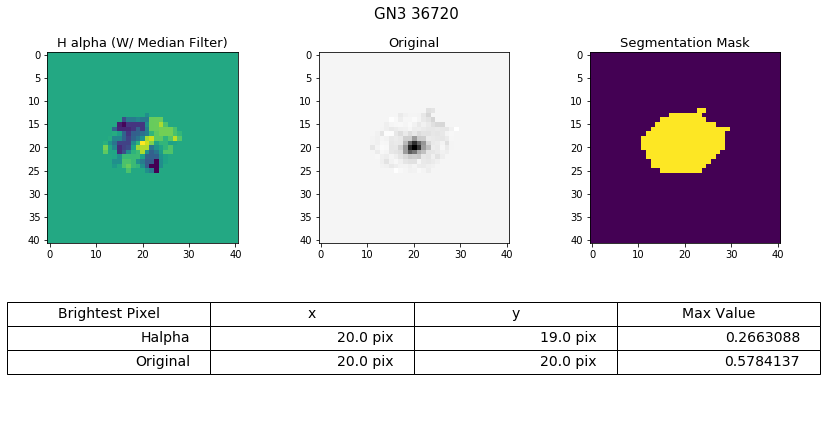 GN3 36720
H alpha (W/ Median Filter)
Original
Segmentation Mask
0
5
10
15
20
25
30
35
40
0 10 20 30 40
0
5
10
15
20
25
30
35
40
0 10 20 30 40
0
5
10
15
20
25
30
35
40
0 10 20 30 40
Brightest Pixel x y Max Value
Halpha 20.0 pix 19.0 pix 0.2663088
Original 20.0 pix 20.0 pix 0.5784137